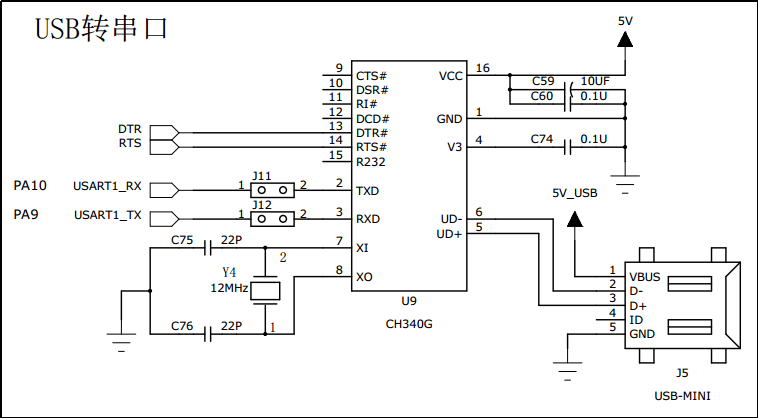 USB转串口
5V
9 CTS# VCC 16
10 DSR# C59 10UF
11 RI# C60 0.1U
12 DCD# GND 1
DTR 13 DTR#
RTS 14 RTS# V3 4 C74 0.1U
15 R232
J11
PA10 USART1_RX 1 2 2 TXD
J12
PA9 USART1_TX 1 2 3 RXD UD- 6
5V_USB
UD+ 5
C75 22P 7 XI
2
8 XO
Y4
12MHz
1 VBUS
2 D-
3 D+
4 ID
5 GND
C76 22P 1
U9
CH340G
J5
USB-MINI